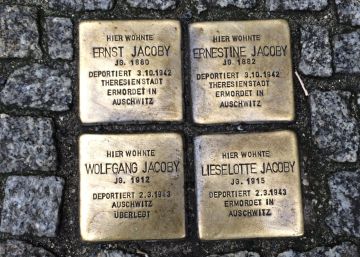 HIER WOHNTE
ERNST JACOBY
JG. 1880
DEPORTIERT 3.10.1942
THERESIENSTADT
ERMORDET IN
AUSCHWITZ
HIER WOHNTE
ERNESTINE JACOBY
JG. 1882
DEPORTIERT 3.10.1942
THERESIENSTADT
ERMORDET IN
AUSCHWITZ
HIER WOHNTE
WOLFGANG JACOBY
JG. 1912
DEPORTIERT 2.3.1943
AUSCHWITZ
ÜBERLEBT
HIER WOHNTE
LIESELOTTE JACOBY
JG. 1915
DEPORTIERT 2.3.1943
ERMORDET IN
AUSCHWITZ